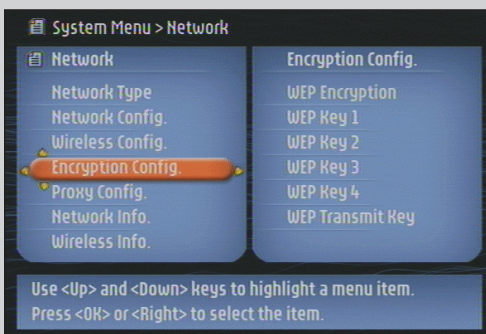 System Menu > Network
Network
Network Type
Network Config.
Wireless Config.
Encryption Config.
Proxy Config.
Network Info.
Wireless Info.
Encryption Config.
WEP Encryption
WEP Key 1
WEP Key 2
WEP Key 3
WEP Key 4
WEP Transmit Key
Use <Up> and <Down> keys to highlight a menu item.
Press <OK> or <Right> to select the item.